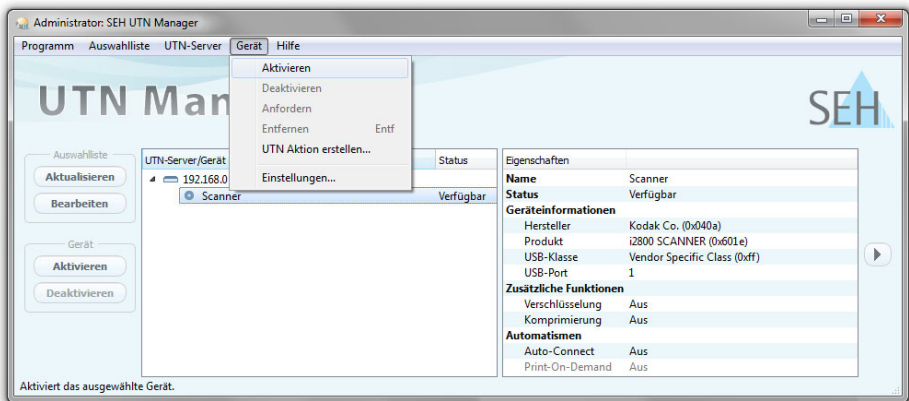 Administrator: SEH UTN Manager
Programm Auswahlliste UTN-Server Gerät Hilfe
Aktivieren
Deaktivieren
Anfordern
Entfernen Entf
UTN Aktion erstellen...
Einstellungen...
UTN Man
SEH
Auswahlliste
Aktualisieren
Bearbeiten
Gerät
Aktivieren
Deaktivieren
UTN-Server/Gerät Status
192.168.0
Scanner Verfügbar
Eigenschaften
Name Scanner
Status Verfügbar
Geräteinformationen
Hersteller Kodak Co. (0x040a)
Produkt i2800 SCANNER (0x601e)
USB-Klasse Vendor Specific Class (0xff)
USB-Port 1
Zusätzliche Funktionen
Verschlüsselung Aus
Komprimierung Aus
Automatismen
Auto-Connect Aus
Print-On-Demand Aus
Aktiviert das ausgewählte Gerät.